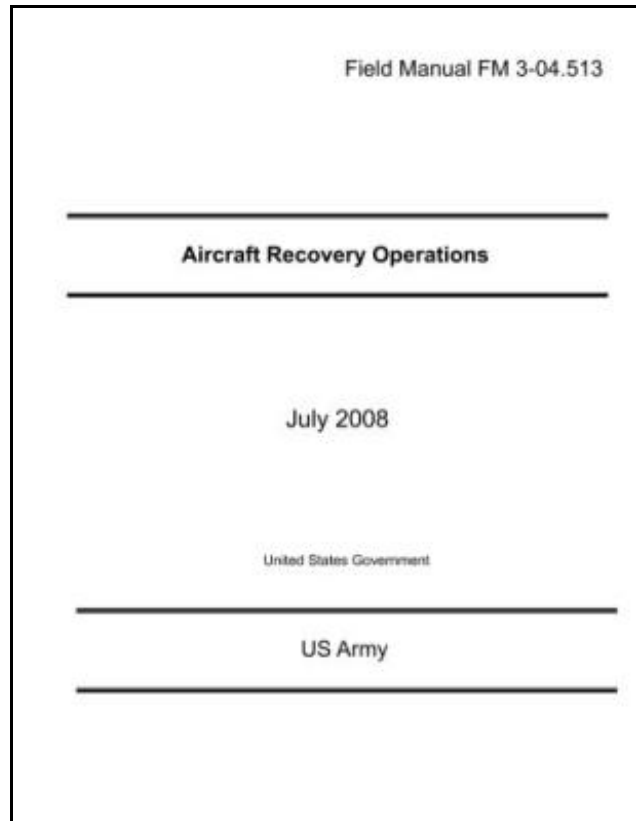 Field Manual FM 3-04.513
Aircraft Recovery Operations
July 2008
United States Government
US Army